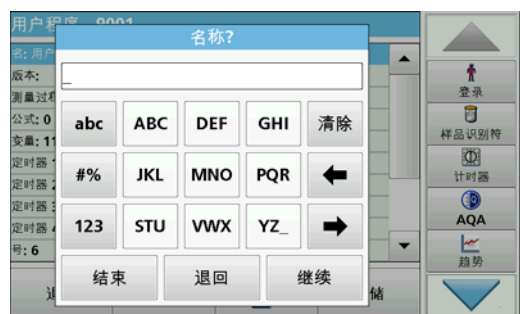 用户程序 9001
名称?
名: 用户
版本:
测量过程
公式: 0
变量: 11
定时器
定时器
定时器
定时器
号: 6
_
abc ABC DEF GHI 清除
#% JKL MNO PQR
123 STU VWX YZ_
结束 退回 继续
储
登录
样品识别符
计时器
AQA
趋势